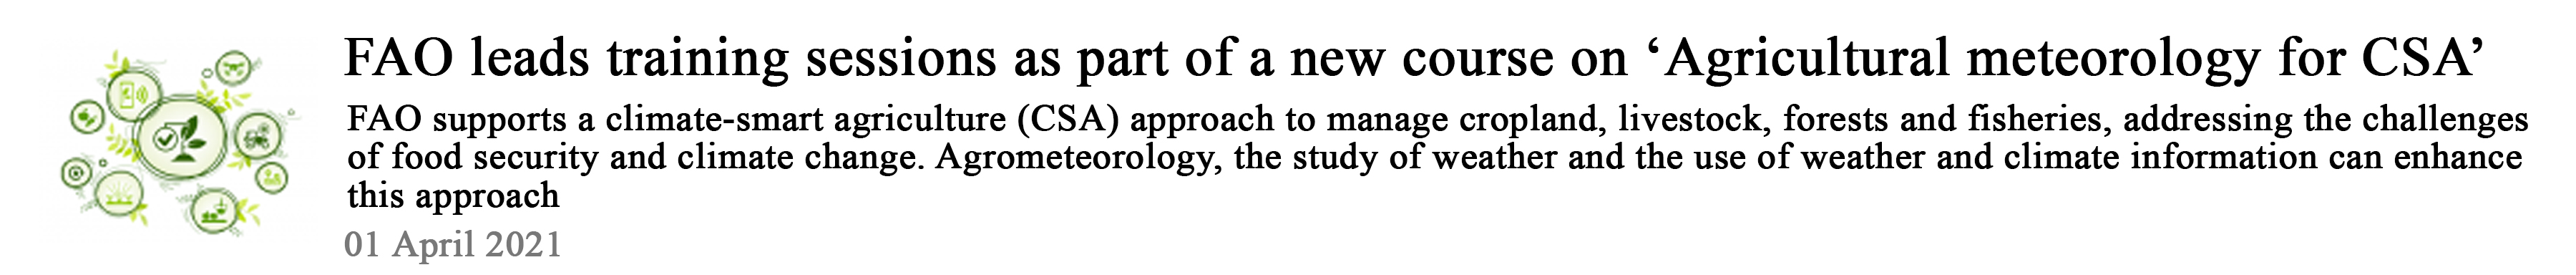 FAO leads training sessions as part of a new course on ‘Agricultural meteorology for CSA’
FAO supports a climate-smart agriculture (CSA) approach to manage cropland, livestock, forests and fisheries, addressing the challenges
of food security and climate change. Agrometeorology, the study of weather and the use of weather and climate information can enhance
this approach
01 April 2021